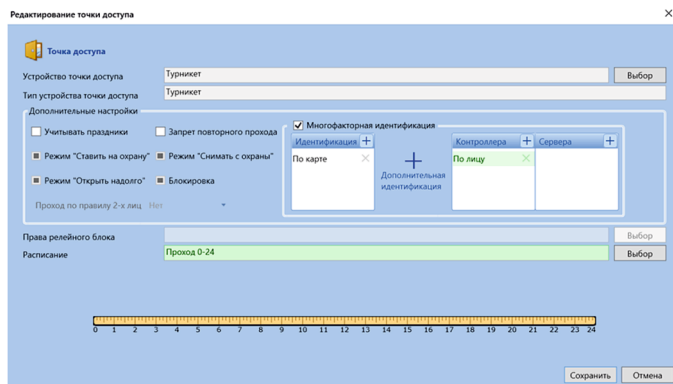 Редактирование точки доступа
Точка доступа
Устройство точки доступа Турникет Выбор
Тип устройства точки доступа Турникет
Дополнительные настройки
Многофакторная идентификация
Учитывать праздники Запрет повторного прохода
Идентификация Контроллера Сервера
Режим "Ставить на охрану" Режим "Снимать с охраны"
По карте По лицу
Дополнительная
идентификация
Режим "Открыть надолго" Блокировка
Проход по правилу 2-х лиц Нет
Права релейного блока Выбор
Расписание Проход 0-24 Выбор
0 1 2 3 4 5 6 7 8 9 10 11 12 13 14 15 16 17 18 19 20 21 22 23 24
Сохранить Отмена